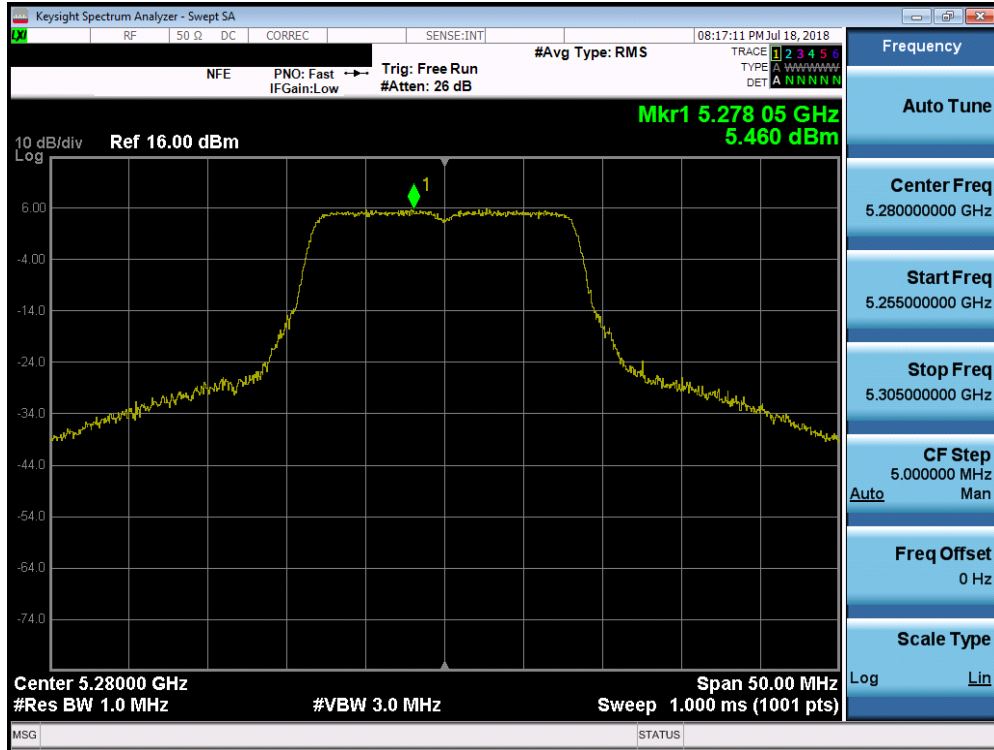 Keysight Spectrum Analyzer - Swept SA
LXI
RF 50 Ω DC CORREC SENSE:INT 08:17:11 PM Jul 18, 2018
#Avg Type: RMS
TRACE 1 2 3 4 5 6
TYPE A WWWWW
DET A N N N N N
NFE PNO: Fast Trig: Free Run
IFGain:Low #Atten: 26 dB
Mkr1 5.278 05 GHz
5.460 dBm
10 dB/div Ref 16.00 dBm
Log
1
6.00
-4.00
-14.0
-24.0
-34.0
-44.0
-54.0
-64.0
-74.0
Center 5.28000 GHz Span 50.00 MHz
#Res BW 1.0 MHz #VBW 3.0 MHz Sweep 1.000 ms (1001 pts)
MSG STATUS
Frequency
Auto Tune
Center Freq
5.280000000 GHz
Start Freq
5.255000000 GHz
Stop Freq
5.305000000 GHz
CF Step
5.000000 MHz
Auto Man
Freq Offset
0 Hz
Scale Type
Log Lin